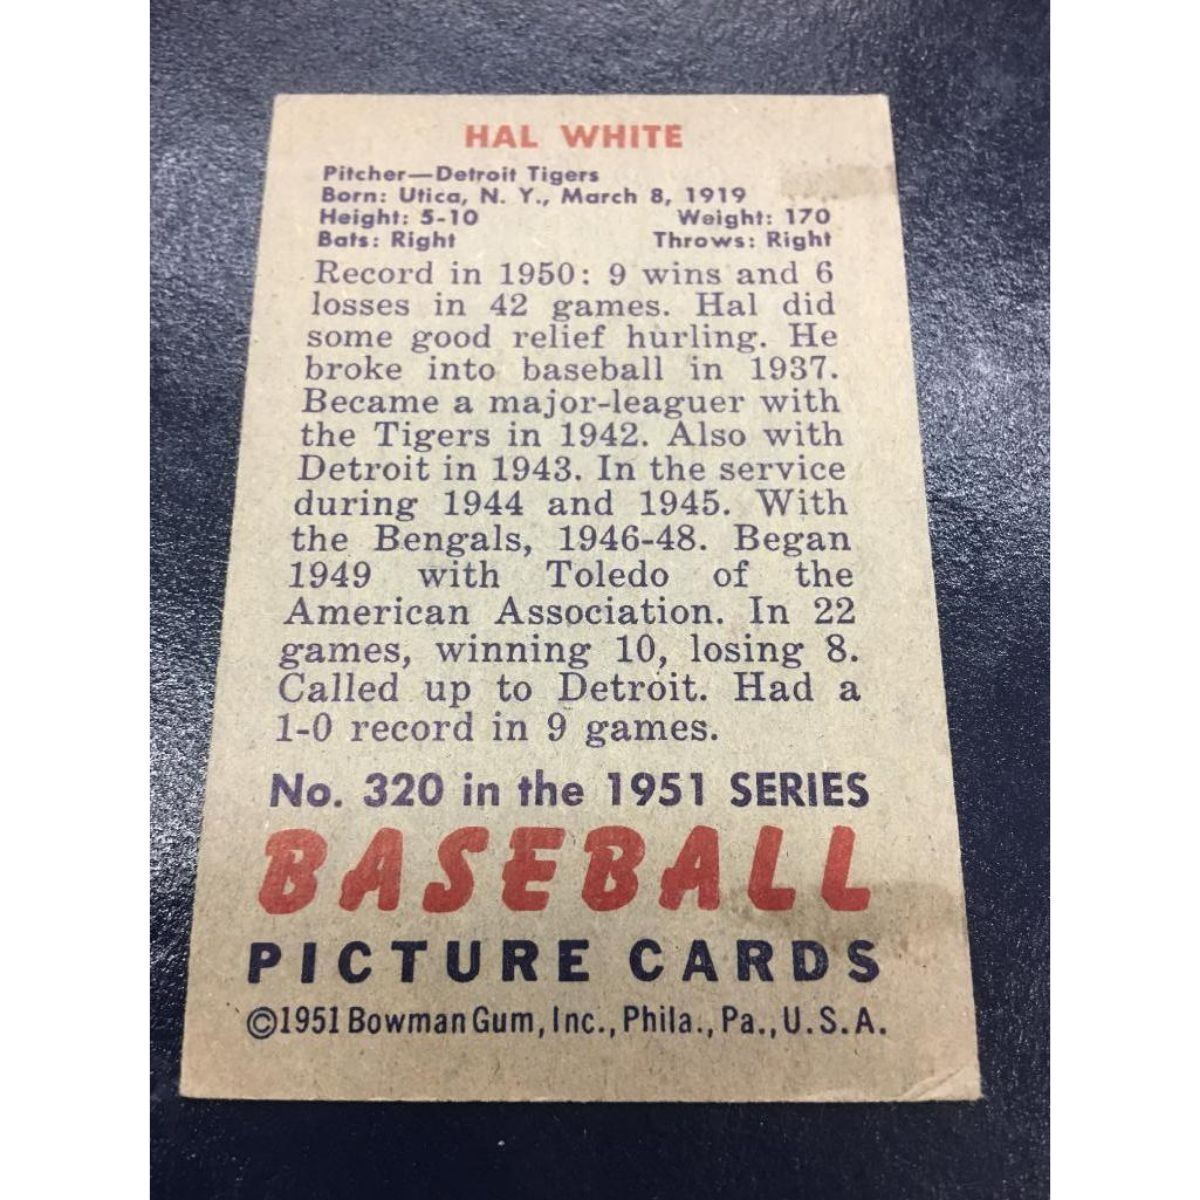 HAL WHITE
Pitcher—Detroit Tigers
Born: Utica, N. Y., March 8, 1919
Height: 5-10 Weight: 170
Bats: Right Throws: Right
Record in 1950: 9 wins and 6
losses in 42 games. Hal did
some good relief hurling. He
broke into baseball in 1937.
Became a major-leaguer with
the Tigers in 1942. Also with
Detroit in 1943. In the service
during 1944 and 1945. With
the Bengals, 1946-48. Began
1949 with Toledo of the
American Association. In 22
games, winning 10, losing 8.
Called up to Detroit. Had a
1-0 record in 9 games.
No. 320 in the 1951 SERIES
BASEBALL
PICTURE CARDS
©1951 Bowman Gum, Inc., Phila., Pa., U.S.A.